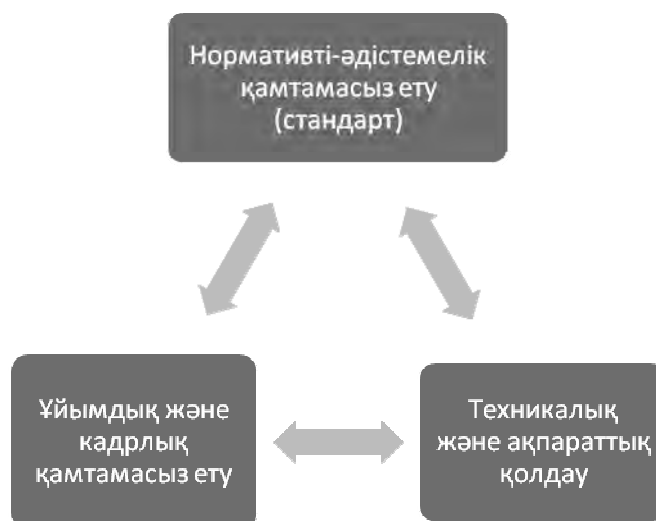 Нормативті-әдістемелік
қамтамасыз ету
(стандарт)
Ұйымдық және
кадрлық
қамтамасыз ету
Техникалық
және ақпараттық
қолдау